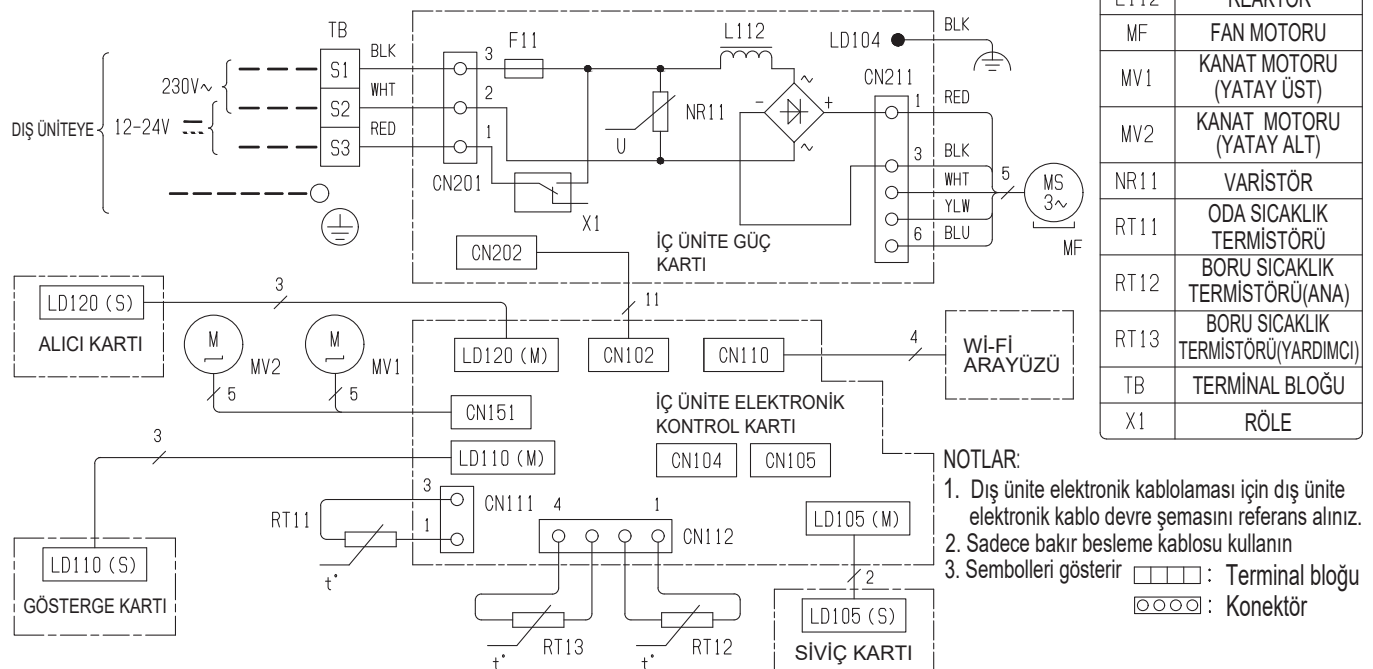 L112 REAKTÖR
MF FAN MOTORU
MV1 KANAT MOTORU
(YATAY ÜST)
MV2 KANAT MOTORU
(YATAY ALT)
NR11 VARİSTÖR
RT11 ODA SICAKLIK
TERMİSTÖRÜ
RT12 BORU SICAKLIK
TERMİSTÖRÜ(ANA)
RT13 BORU SICAKLIK
TERMİSTÖRÜ(YARDIMCI)
TB TERMİNAL BLOĞU
X1 RÖLE
TB
S1
S2
S3
BLK
WHT
RED
230V~
12-24V
DIŞ ÜNİTEYE
3
2
1
CN201
F11
L112
LD104
BLK
NR11
U
X1
~
-
+
~
CN211
1
3
6
RED
BLK
WHT
YLW
BLU
5
MS
3~
MF
İÇ ÜNİTE GÜÇ
KARTI
CN202
11
LD120 (S)
ALICI KARTI
3
M
MV2
M
MV1
5
5
LD120 (M)
CN102
CN110
4
Wİ-Fİ
ARAYÜZÜ
CN151
İÇ ÜNİTE ELEKTRONİK
KONTROL KARTI
LD110 (M)
CN104
CN105
3
LD110 (S)
GÖSTERGE KARTI
RT11
t°
3
1
CN111
4
1
CN112
RT13
t°
RT12
t°
LD105 (M)
2
LD105 (S)
SİVİÇ KARTI
NOTLAR:
1. Dış ünite elektronik kablolaması için dış ünite
elektronik kablo devre şemasını referans alınız.
2. Sadece bakır besleme kablosu kullanın
3. Sembolleri gösterir : Terminal bloğu
: Konektör